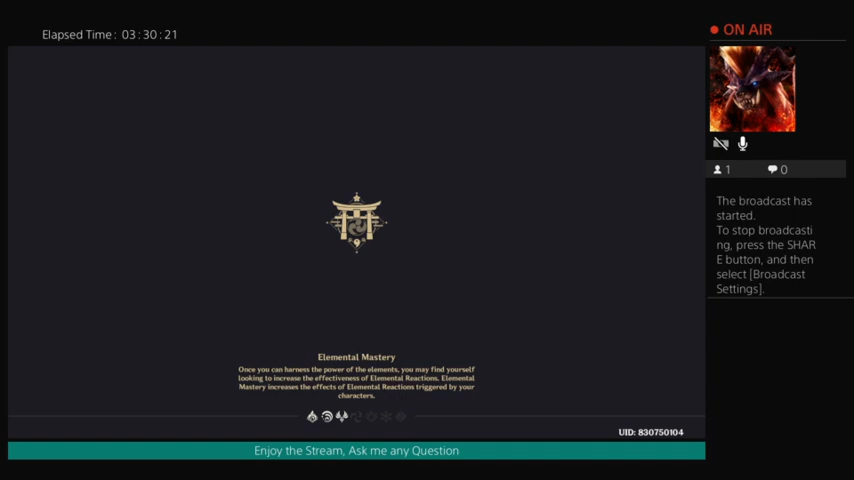 Elapsed Time: 03:30:21
ON AIR
1
0
The broadcast has
started.
To stop broadcasti
ng, press the SHAR
E button, and then
select [Broadcast
Settings].
Elemental Mastery
Once you can harness the power of the elements, you may find yourself
looking to increase the effectiveness of Elemental Reactions. Elemental
Mastery increases the effects of Elemental Reactions triggered by your
characters.
UID: 830750104
Enjoy the Stream, Ask me any Question